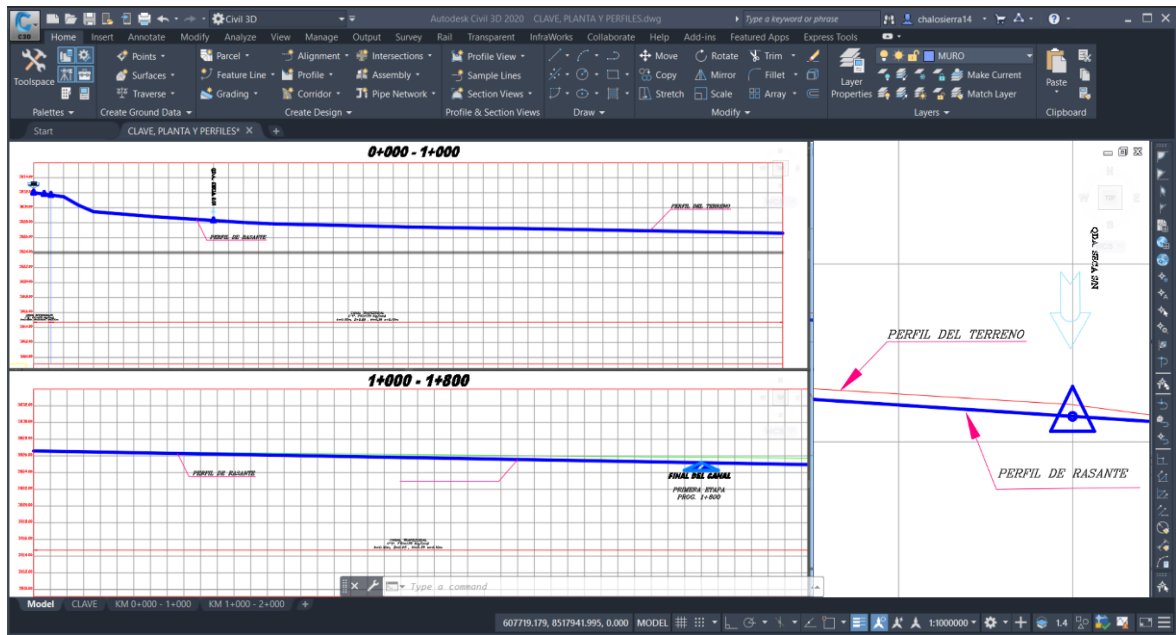 Civil 3D
Autodesk Civil 3D 2020 CLAVE, PLANTA Y PERFILES.dwg
Type a keyword or phrase
chalosierra14
C3D
Home Insert Annotate Modify Analyze View Manage Output Survey Rail Transparent InfraWorks Collaborate Help Add-ins Featured Apps Express Tools
Toolspace
Points
Surfaces
Traverse
Parcel
Feature Line
Grading
Alignment
Profile
Corridor
Intersections
Assembly
Pipe Network
Profile View
Sample Lines
Section Views
Move
Copy
Stretch
Rotate
Mirror
Scale
Trim
Fillet
Array
Layer
Properties
MURO
Make Current
Match Layer
Paste
Palettes
Create Ground Data
Create Design
Profile & Section Views
Draw
Modify
Layers
Clipboard
Start
CLAVE, PLANTA Y PERFILES*
0+000 - 1+000
PERFIL DE RASANTE
PERFIL DEL TERRENO
1+000 - 1+800
PERFIL DE RASANTE
FINAL DEL CANAL
PRIMERA ETAPA
PROG. 1+800
QDA. SECA S/N
TOP
PERFIL DEL TERRENO
PERFIL DE RASANTE
Type a command
Model CLAVE KM 0+000 - 1+000 KM 1+000 - 2+000
607719.179, 8517941.995, 0.000 MODEL 1:1000000 1.4